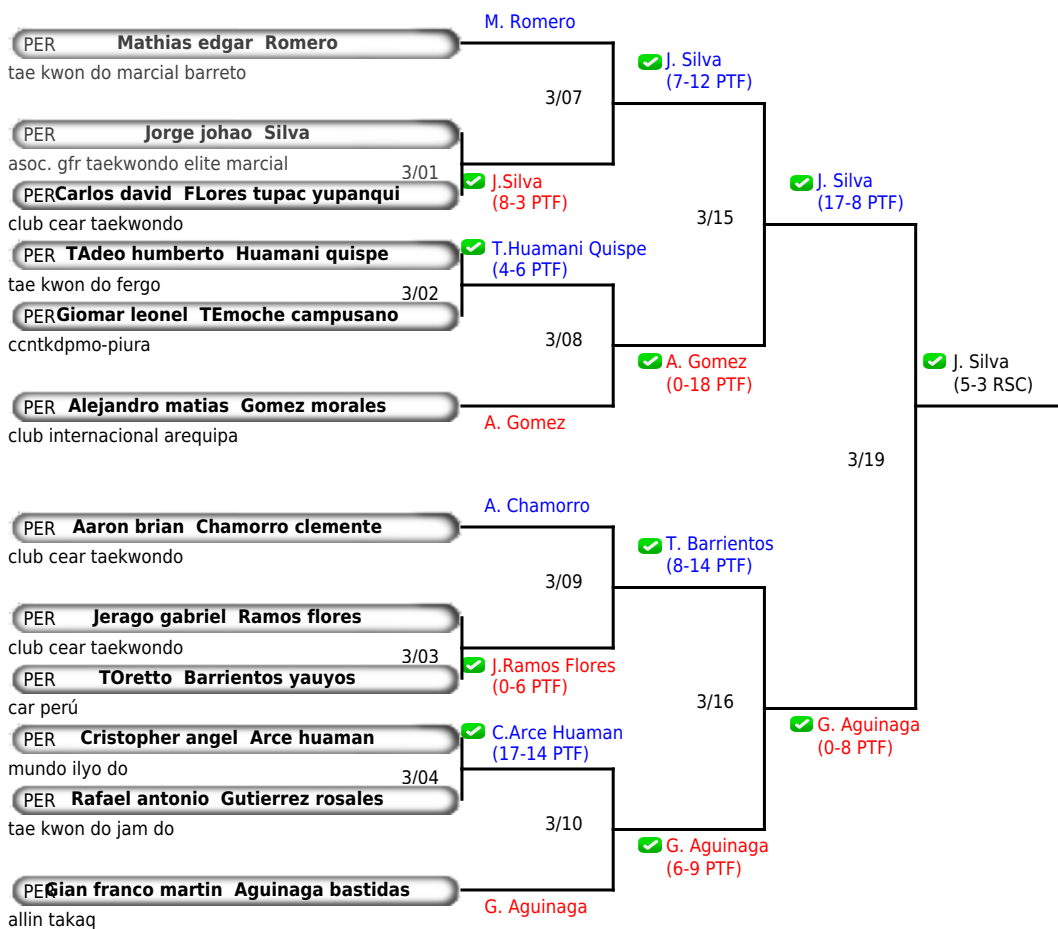 M. Romero
PER Mathias edgar Romero
tae kwon do marcial barreto
J. Silva
(7-12 PTF)
3/07
PER Jorge johao Silva
asoc. gfr taekwondo elite marcial
3/01
J.Silva
(8-3 PTF)
PER Carlos david FLores tupac yupanqui
club cear taekwondo
J. Silva
(17-8 PTF)
3/15
PER TAdeo humberto Huamani quispe
tae kwon do fergo
T.Huamani Quispe
(4-6 PTF)
3/02
PER Giomar leonel TEmoche campusano
ccntkdpmo-piura
3/08
A. Gomez
(0-18 PTF)
J. Silva
(5-3 RSC)
PER Alejandro matias Gomez morales
club internacional arequipa
A. Gomez
3/19
A. Chamorro
PER Aaron brian Chamorro clemente
club cear taekwondo
T. Barrientos
(8-14 PTF)
3/09
PER Jerago gabriel Ramos flores
club cear taekwondo
3/03
J.Ramos Flores
(0-6 PTF)
PER TOretto Barrientos yauyos
car perú
3/16
G. Aguinaga
(0-8 PTF)
PER Cristopher angel Arce huaman
mundo ilyo do
C.Arce Huaman
(17-14 PTF)
3/04
PER Rafael antonio Gutierrez rosales
tae kwon do jam do
3/10
G. Aguinaga
(6-9 PTF)
PER Gian franco martin Aguinaga bastidas
allin takaq
G. Aguinaga